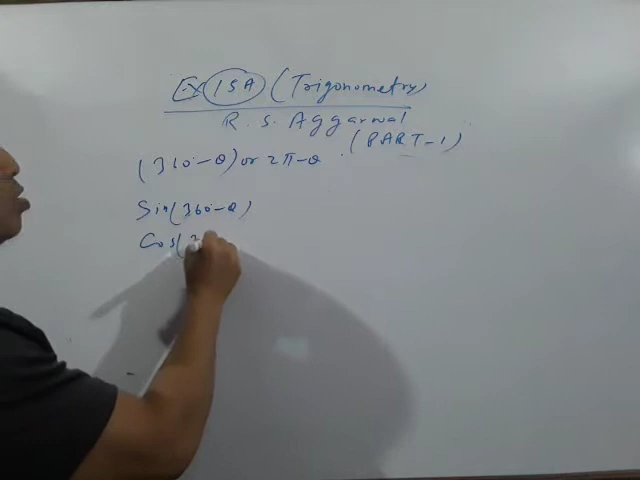 Ex 15A (Trigonometry)
R. S. Aggarwal
(PART-1)
(360-θ) or 2π-θ
Sin(360-θ)
Cos(3